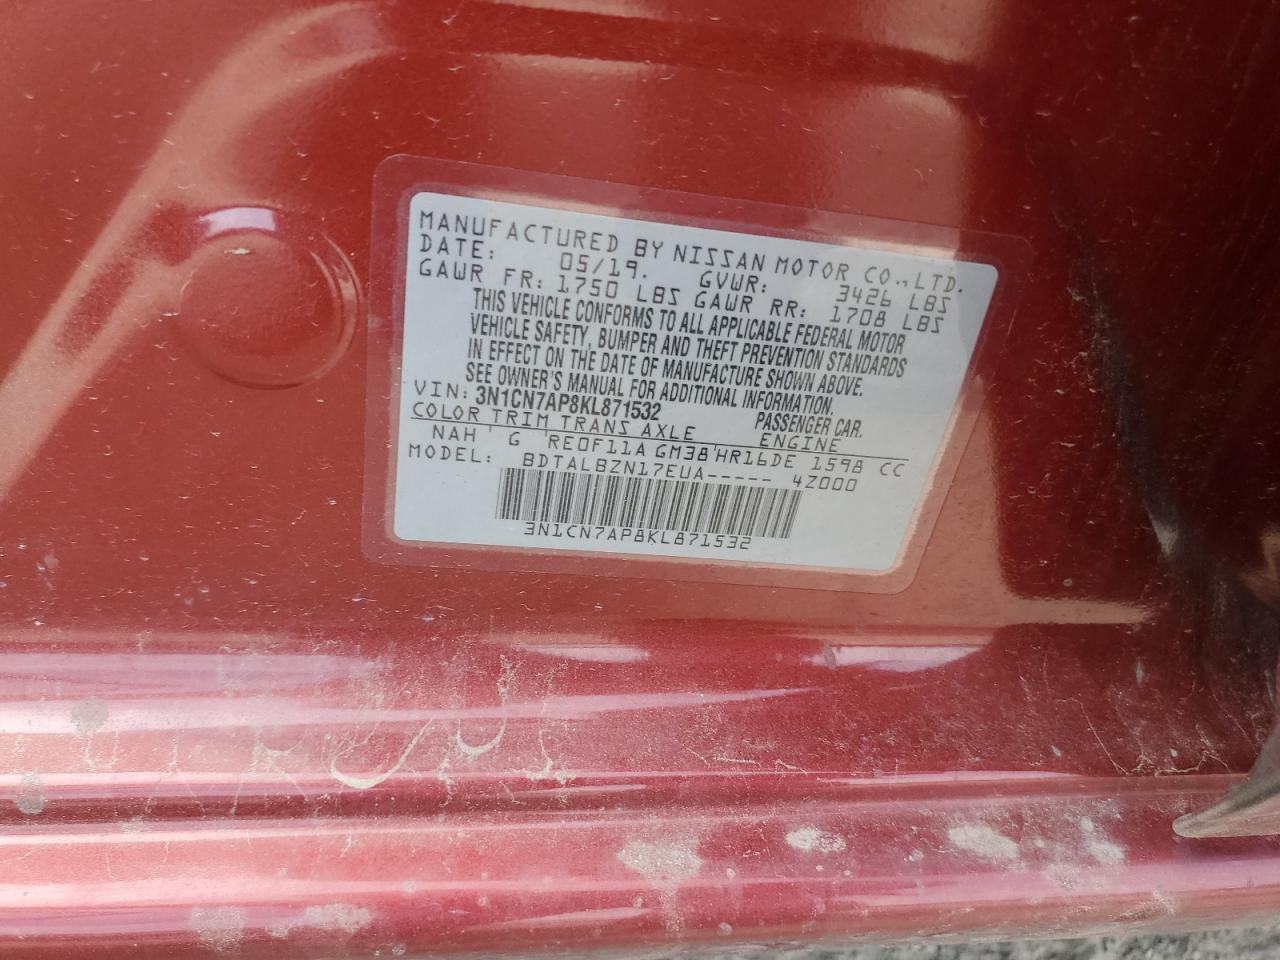 MANUFACTURED BY NISSAN MOTOR CO.,LTD.
DATE: 05/19. GVWR: 3426 LBS
GAWR FR: 1750 LBS GAWR RR: 1708 LBS
THIS VEHICLE CONFORMS TO ALL APPLICABLE FEDERAL MOTOR
VEHICLE SAFETY, BUMPER AND THEFT PREVENTION STANDARDS
IN EFFECT ON THE DATE OF MANUFACTURE SHOWN ABOVE.
SEE OWNER'S MANUAL FOR ADDITIONAL INFORMATION.
VIN: 3N1CN7AP8KL871532 PASSENGER CAR.
COLOR TRIM TRANS AXLE ENGINE
NAH G RE0F11A GM38 HR16DE 1598 CC
MODEL: BDTALBZN17EUA----- 4Z000
3N1CN7AP8KL871532